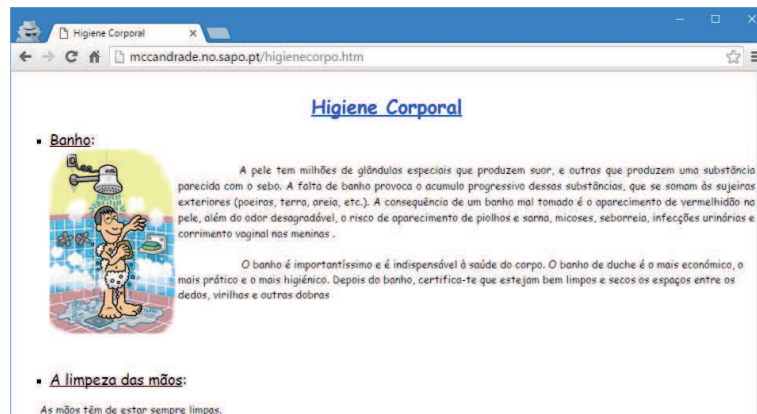 Higiene Corporal
mccandrade.no.sapo.pt/higienecorpo.htm
Higiene Corporal
Banho:
A pele tem milhões de glândulas especiais que produzem suor, e outras que produzem uma substância
parecida com o sebo. A falta de banho provoca o acumulo progressivo dessas substâncias, que se somam às sujeiras
exteriores (poeiras, terra, areia, etc.). A consequência de um banho mal tomado é o aparecimento de vermelhidão na
pele, além do odor desagradável, o risco de aparecimento de piolhos e sarna, micoses, seborreia, infecções urinárias e
corrimento vaginal nas meninas .
O banho é importantíssimo e é indispensável à saúde do corpo. O banho de duche é o mais económico, o
mais prático e o mais higiénico. Depois do banho, certifica-te que estejam bem limpos e secos os espaços entre os
dedos, virilhas e outras dobras
A limpeza das mãos:
As mãos têm de estar sempre limpas.